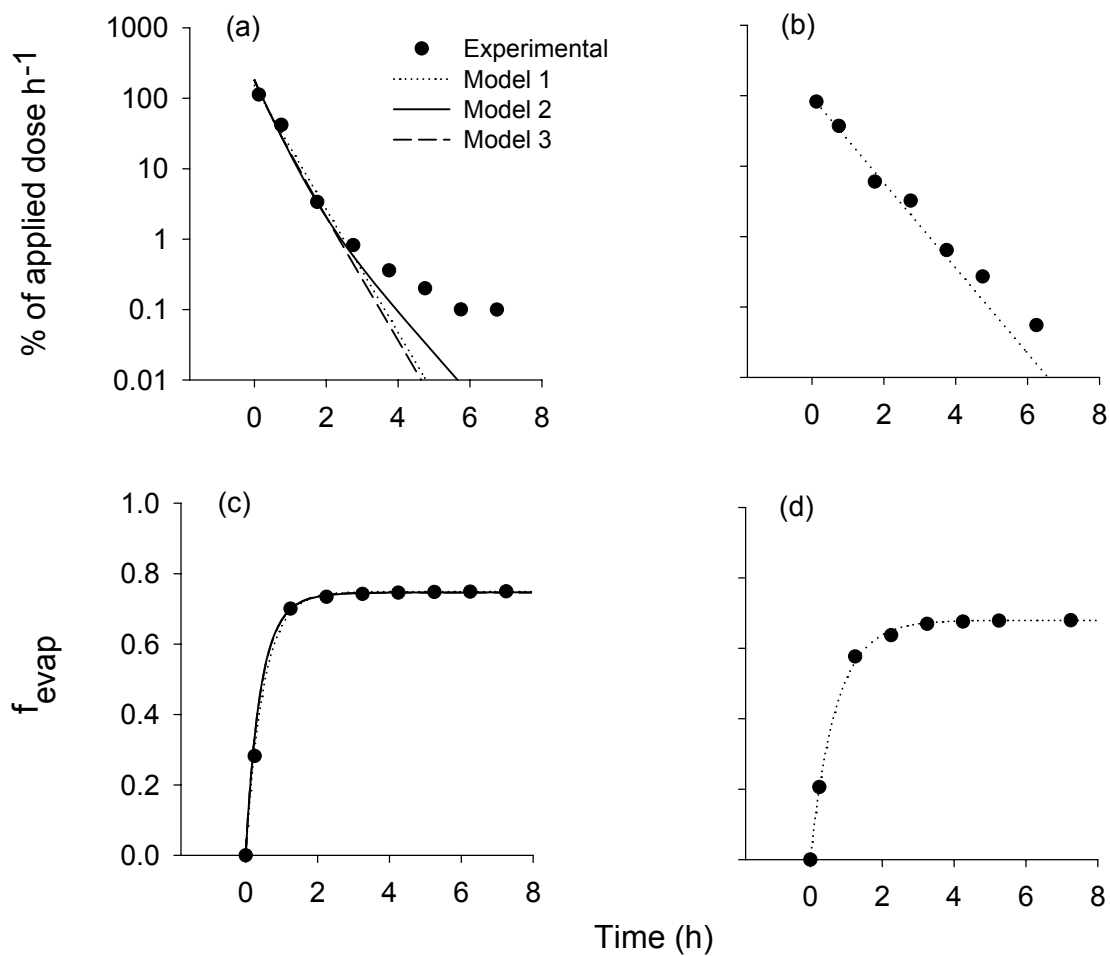 (a)
(b)
% of applied dose h-1
1000
100
10
1
0.1
0.01
Experimental
Model 1
Model 2
Model 3
0 2 4 6 8
0 2 4 6 8
(c)
(d)
fevap
1.0
0.8
0.6
0.4
0.2
0.0
0 2 4 6 8
0 2 4 6 8
Time (h)